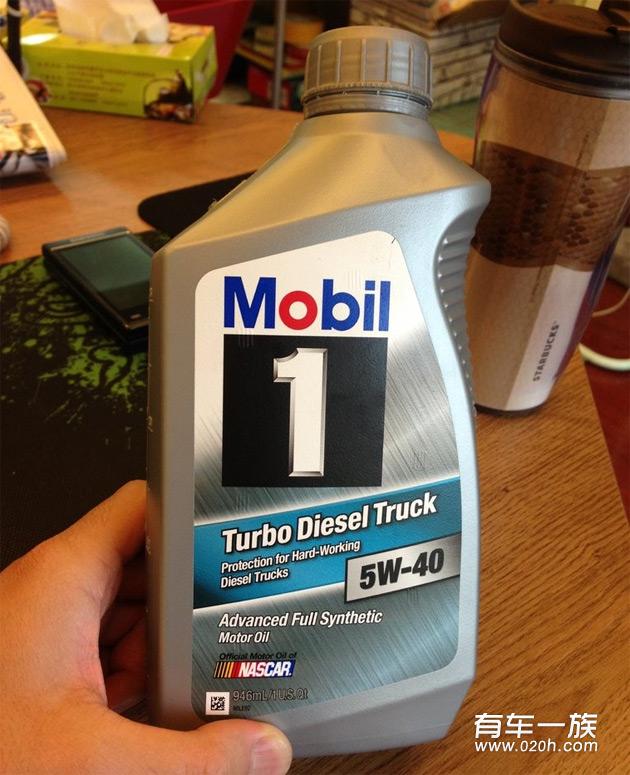 Mobil
1
Turbo Diesel Truck
Protection for Hard-Working
Diesel Trucks
5W-40
Advanced Full Synthetic
Motor Oil
Official Motor Oil of
NASCAR
946mL/1 U.S. Qt
STARBUCKS
有车一族
www.020h.com